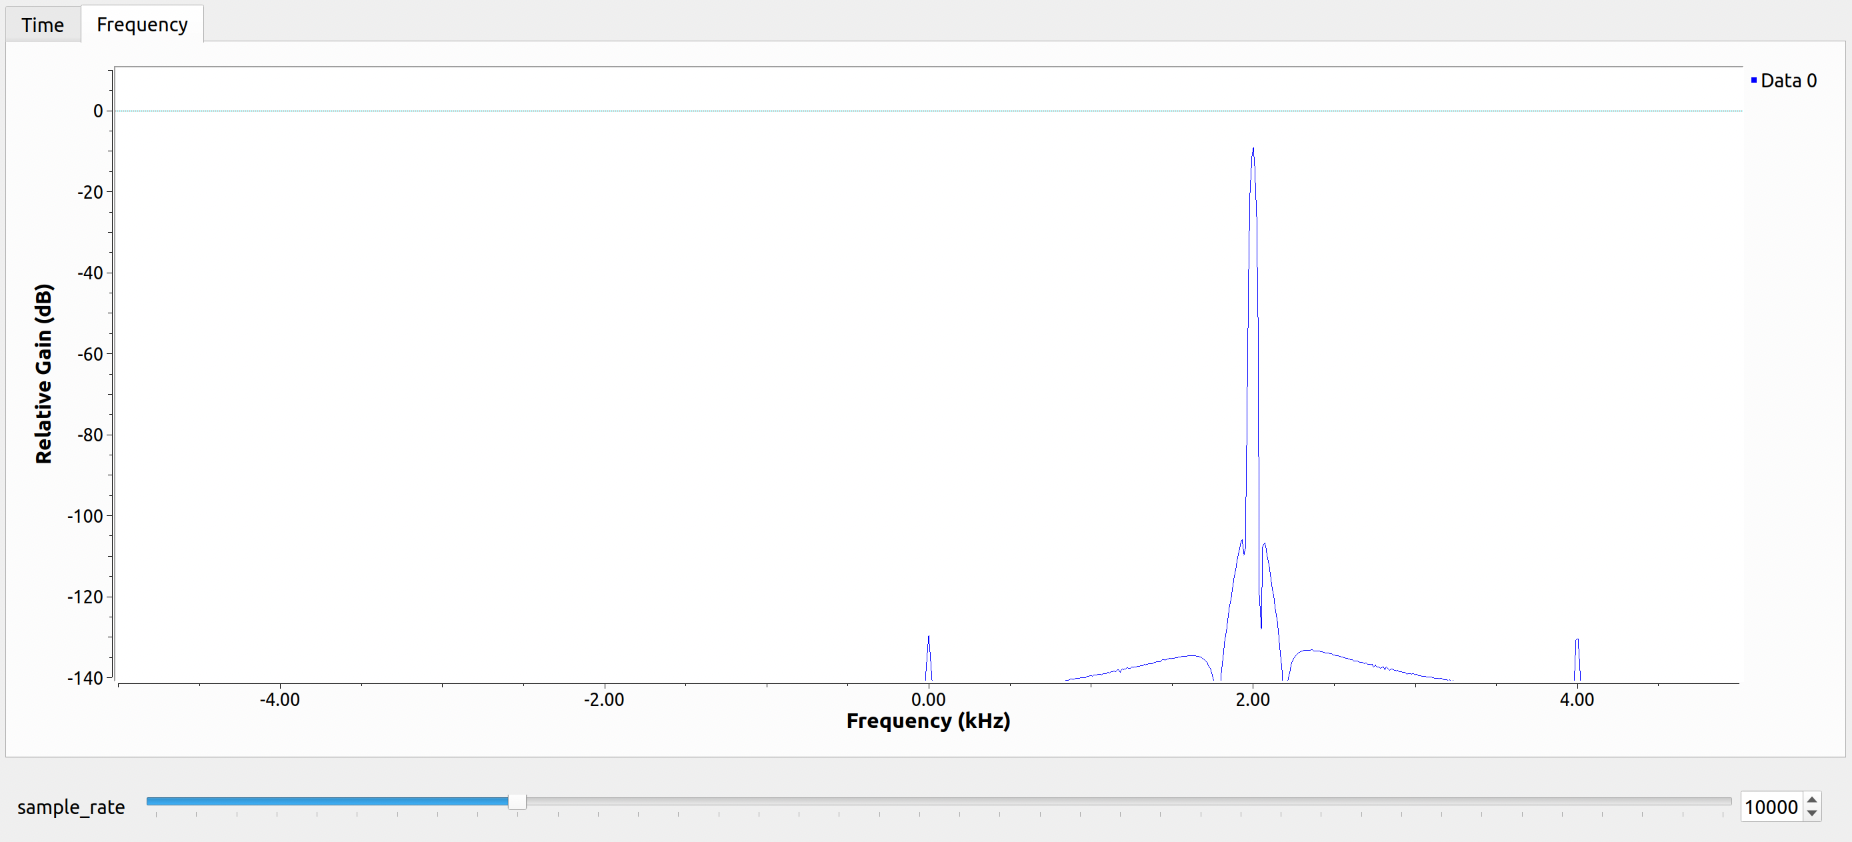 Time Frequency
Data 0
0
-20
-40
-60
-80
-100
-120
-140
Relative Gain (dB)
-4.00 -2.00 0.00 2.00 4.00
Frequency (kHz)
sample_rate 10000